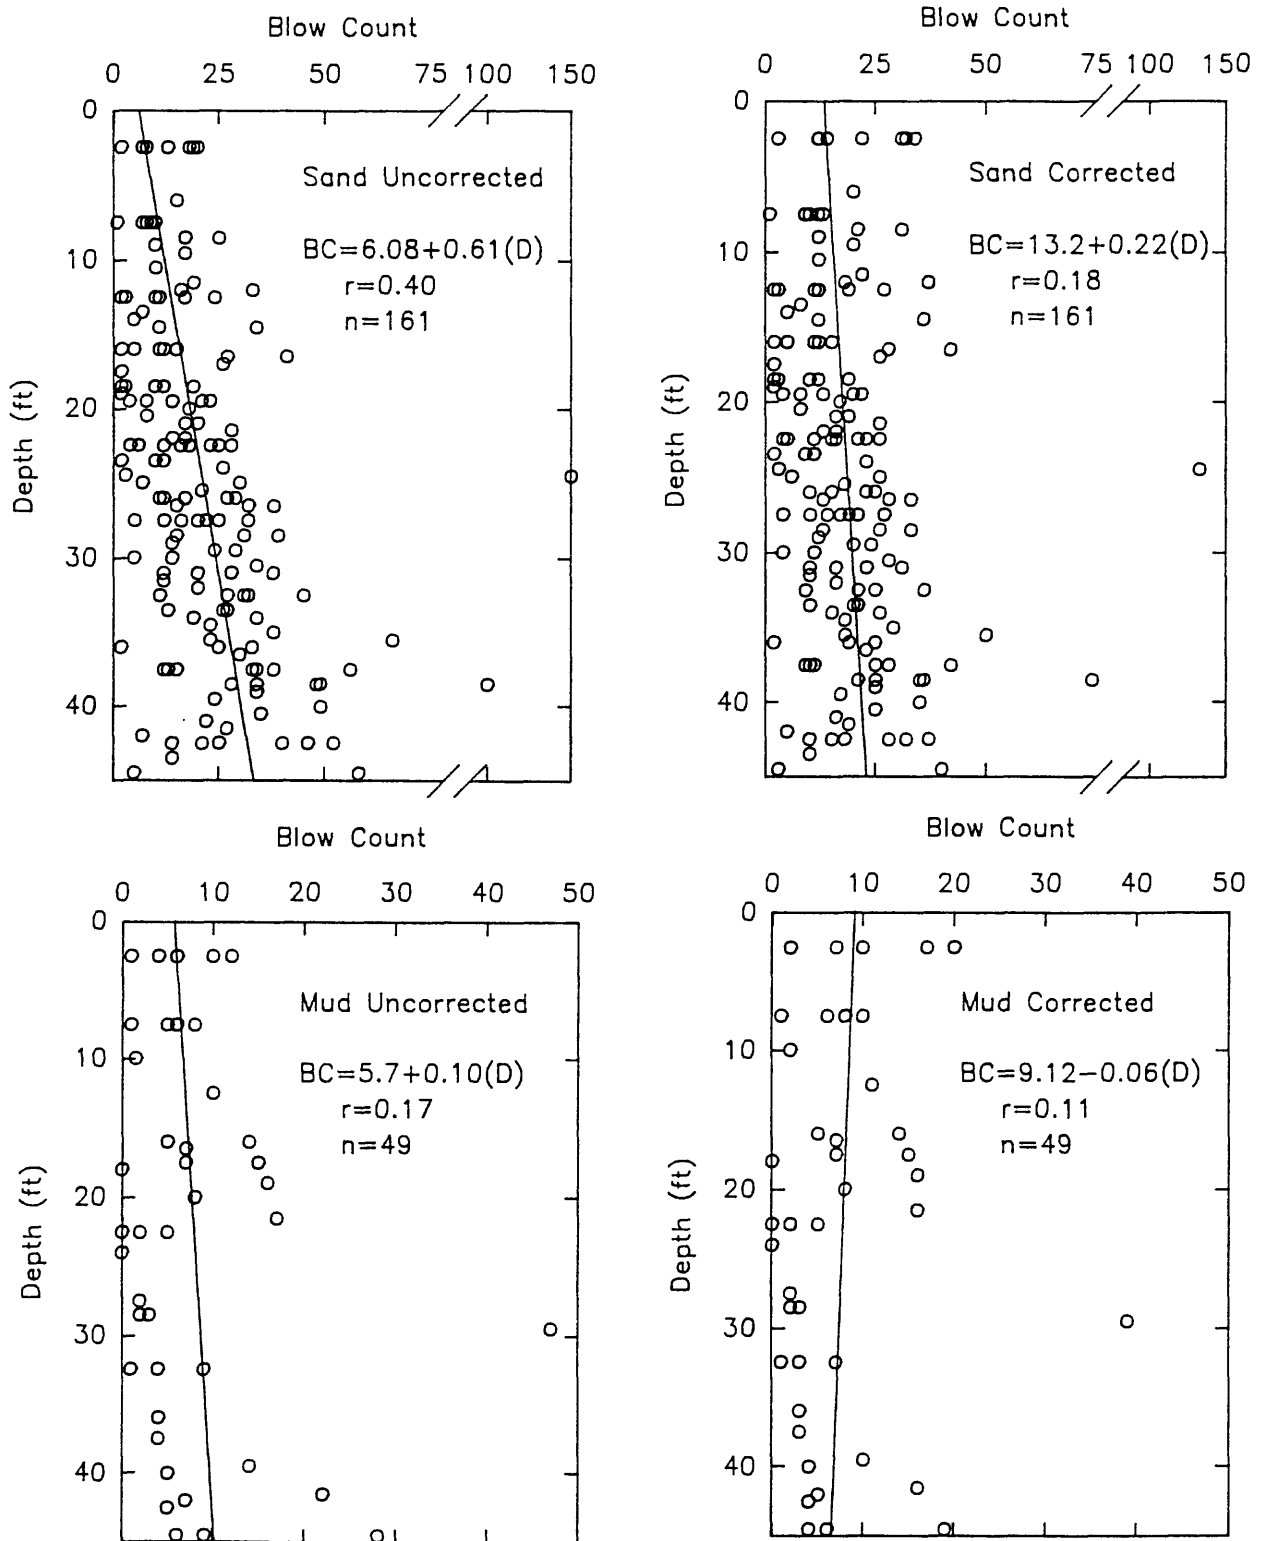 Blow Count
0 25 50 75 100 150
0
10
20
30
40
Depth (ft)
Sand Uncorrected
BC=6.08+0.61(D)
r=0.40
n=161
Blow Count
0 25 50 75 100 150
0
10
20
30
40
Depth (ft)
Sand Corrected
BC=13.2+0.22(D)
r=0.18
n=161
Blow Count
0 10 20 30 40 50
0
10
20
30
40
Depth (ft)
Mud Uncorrected
BC=5.7+0.10(D)
r=0.17
n=49
Blow Count
0 10 20 30 40 50
0
10
20
30
40
Depth (ft)
Mud Corrected
BC=9.12−0.06(D)
r=0.11
n=49